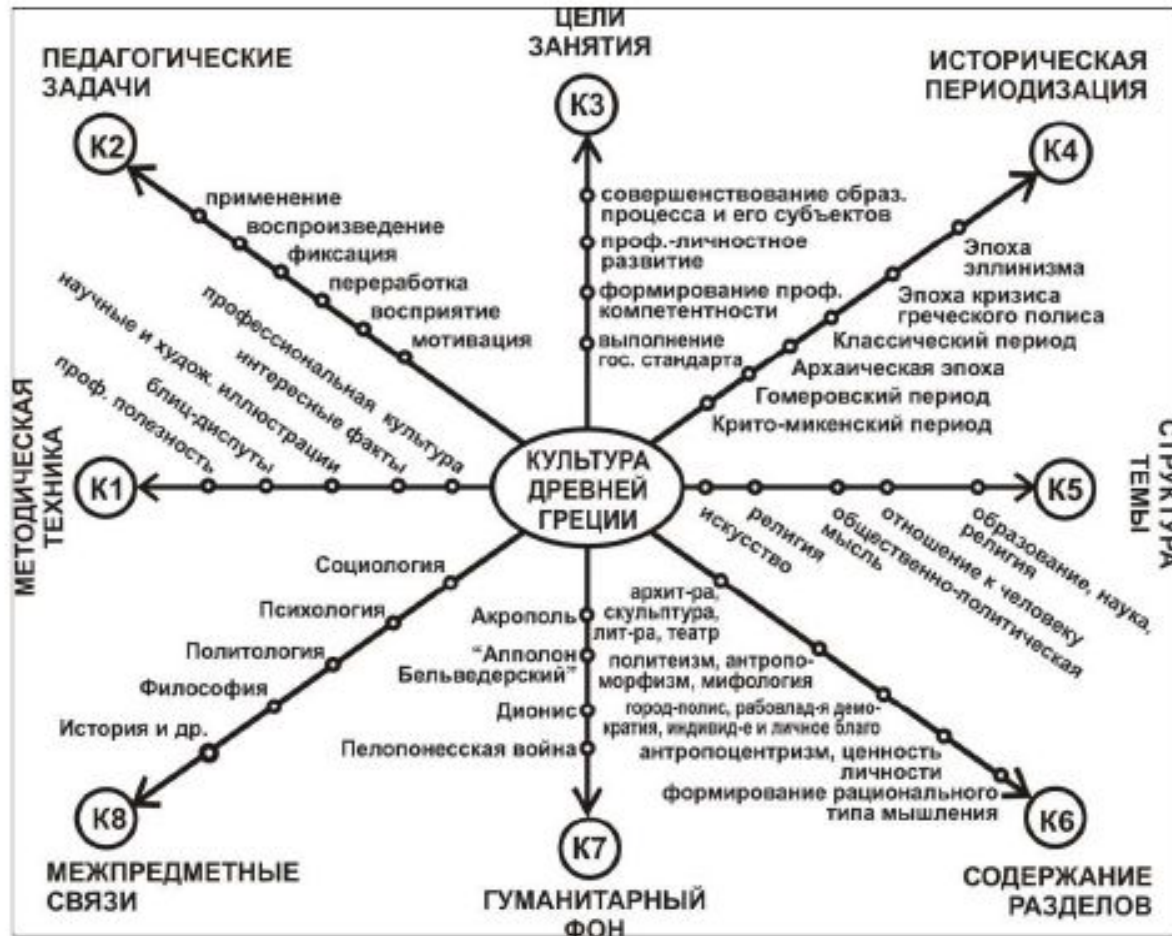 ЦЕЛИ
ЗАНЯТИЯ
ПЕДАГОГИЧЕСКИЕ
ЗАДАЧИ
ИСТОРИЧЕСКАЯ
ПЕРИОДИЗАЦИЯ
К3
К2
К4
применение
воспроизведение
фиксация
переработка
восприятие
мотивация
совершенствование образ.
процесса и его субъектов
проф.-личностное
развитие
формирование проф.
компетентности
выполнение
гос. стандарта
Эпоха
эллинизма
Эпоха кризиса
греческого полиса
Классический период
Архаическая эпоха
Гомеровский период
Крито-микенский период
МЕТОДИЧЕСКАЯ
ТЕХНИКА
К1
проф. полезность
блиц-диспуты
научные и худож. иллюстрации
интересные факты
профессиональная культура
КУЛЬТУРА
ДРЕВНЕЙ
ГРЕЦИИ
К5
СТРУКТУРА
ТЕМЫ
искусство
религия
общественно-политическая
мысль
отношение к человеку
образование, наука,
религия
Социология
Психология
Политология
Философия
История и др.
Акрополь
"Апполон
Бельведерский"
Дионис
Пелопонесская война
архит-ра,
скульптура,
лит-ра, театр
политеизм, антропо-
морфизм, мифология
город-полис, рабовлад-я демо-
кратия, индивид-е и личное благо
антропоцентризм, ценность
личности
формирование рационального
типа мышления
К8
К7
К6
МЕЖПРЕДМЕТНЫЕ
СВЯЗИ
ГУМАНИТАРНЫЙ
ФОН
СОДЕРЖАНИЕ
РАЗДЕЛОВ